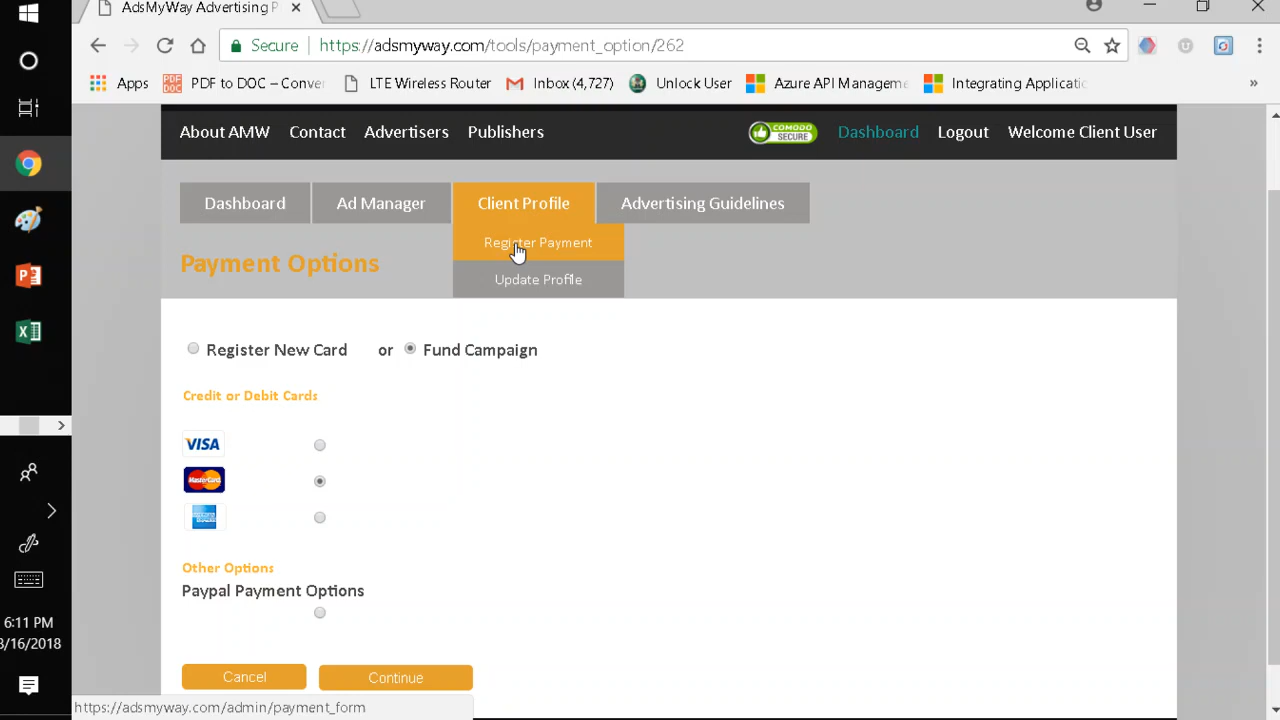 AdsMyWay Advertising P
Secure https://adsmyway.com/tools/payment_option/262
Apps PDF to DOC – Conver LTE Wireless Router Inbox (4,727) Unlock User Azure API Manageme Integrating Applicatio »
About AMW Contact Advertisers Publishers COMODO SECURE Dashboard Logout Welcome Client User
Dashboard Ad Manager Client Profile Advertising Guidelines
Register Payment
Payment Options
Update Profile
Register New Card or Fund Campaign
Credit or Debit Cards
VISA
MasterCard
AMERICAN EXPRESS
Other Options
Paypal Payment Options
Cancel Continue
6:11 PM
3/16/2018
https://adsmyway.com/admin/payment_form